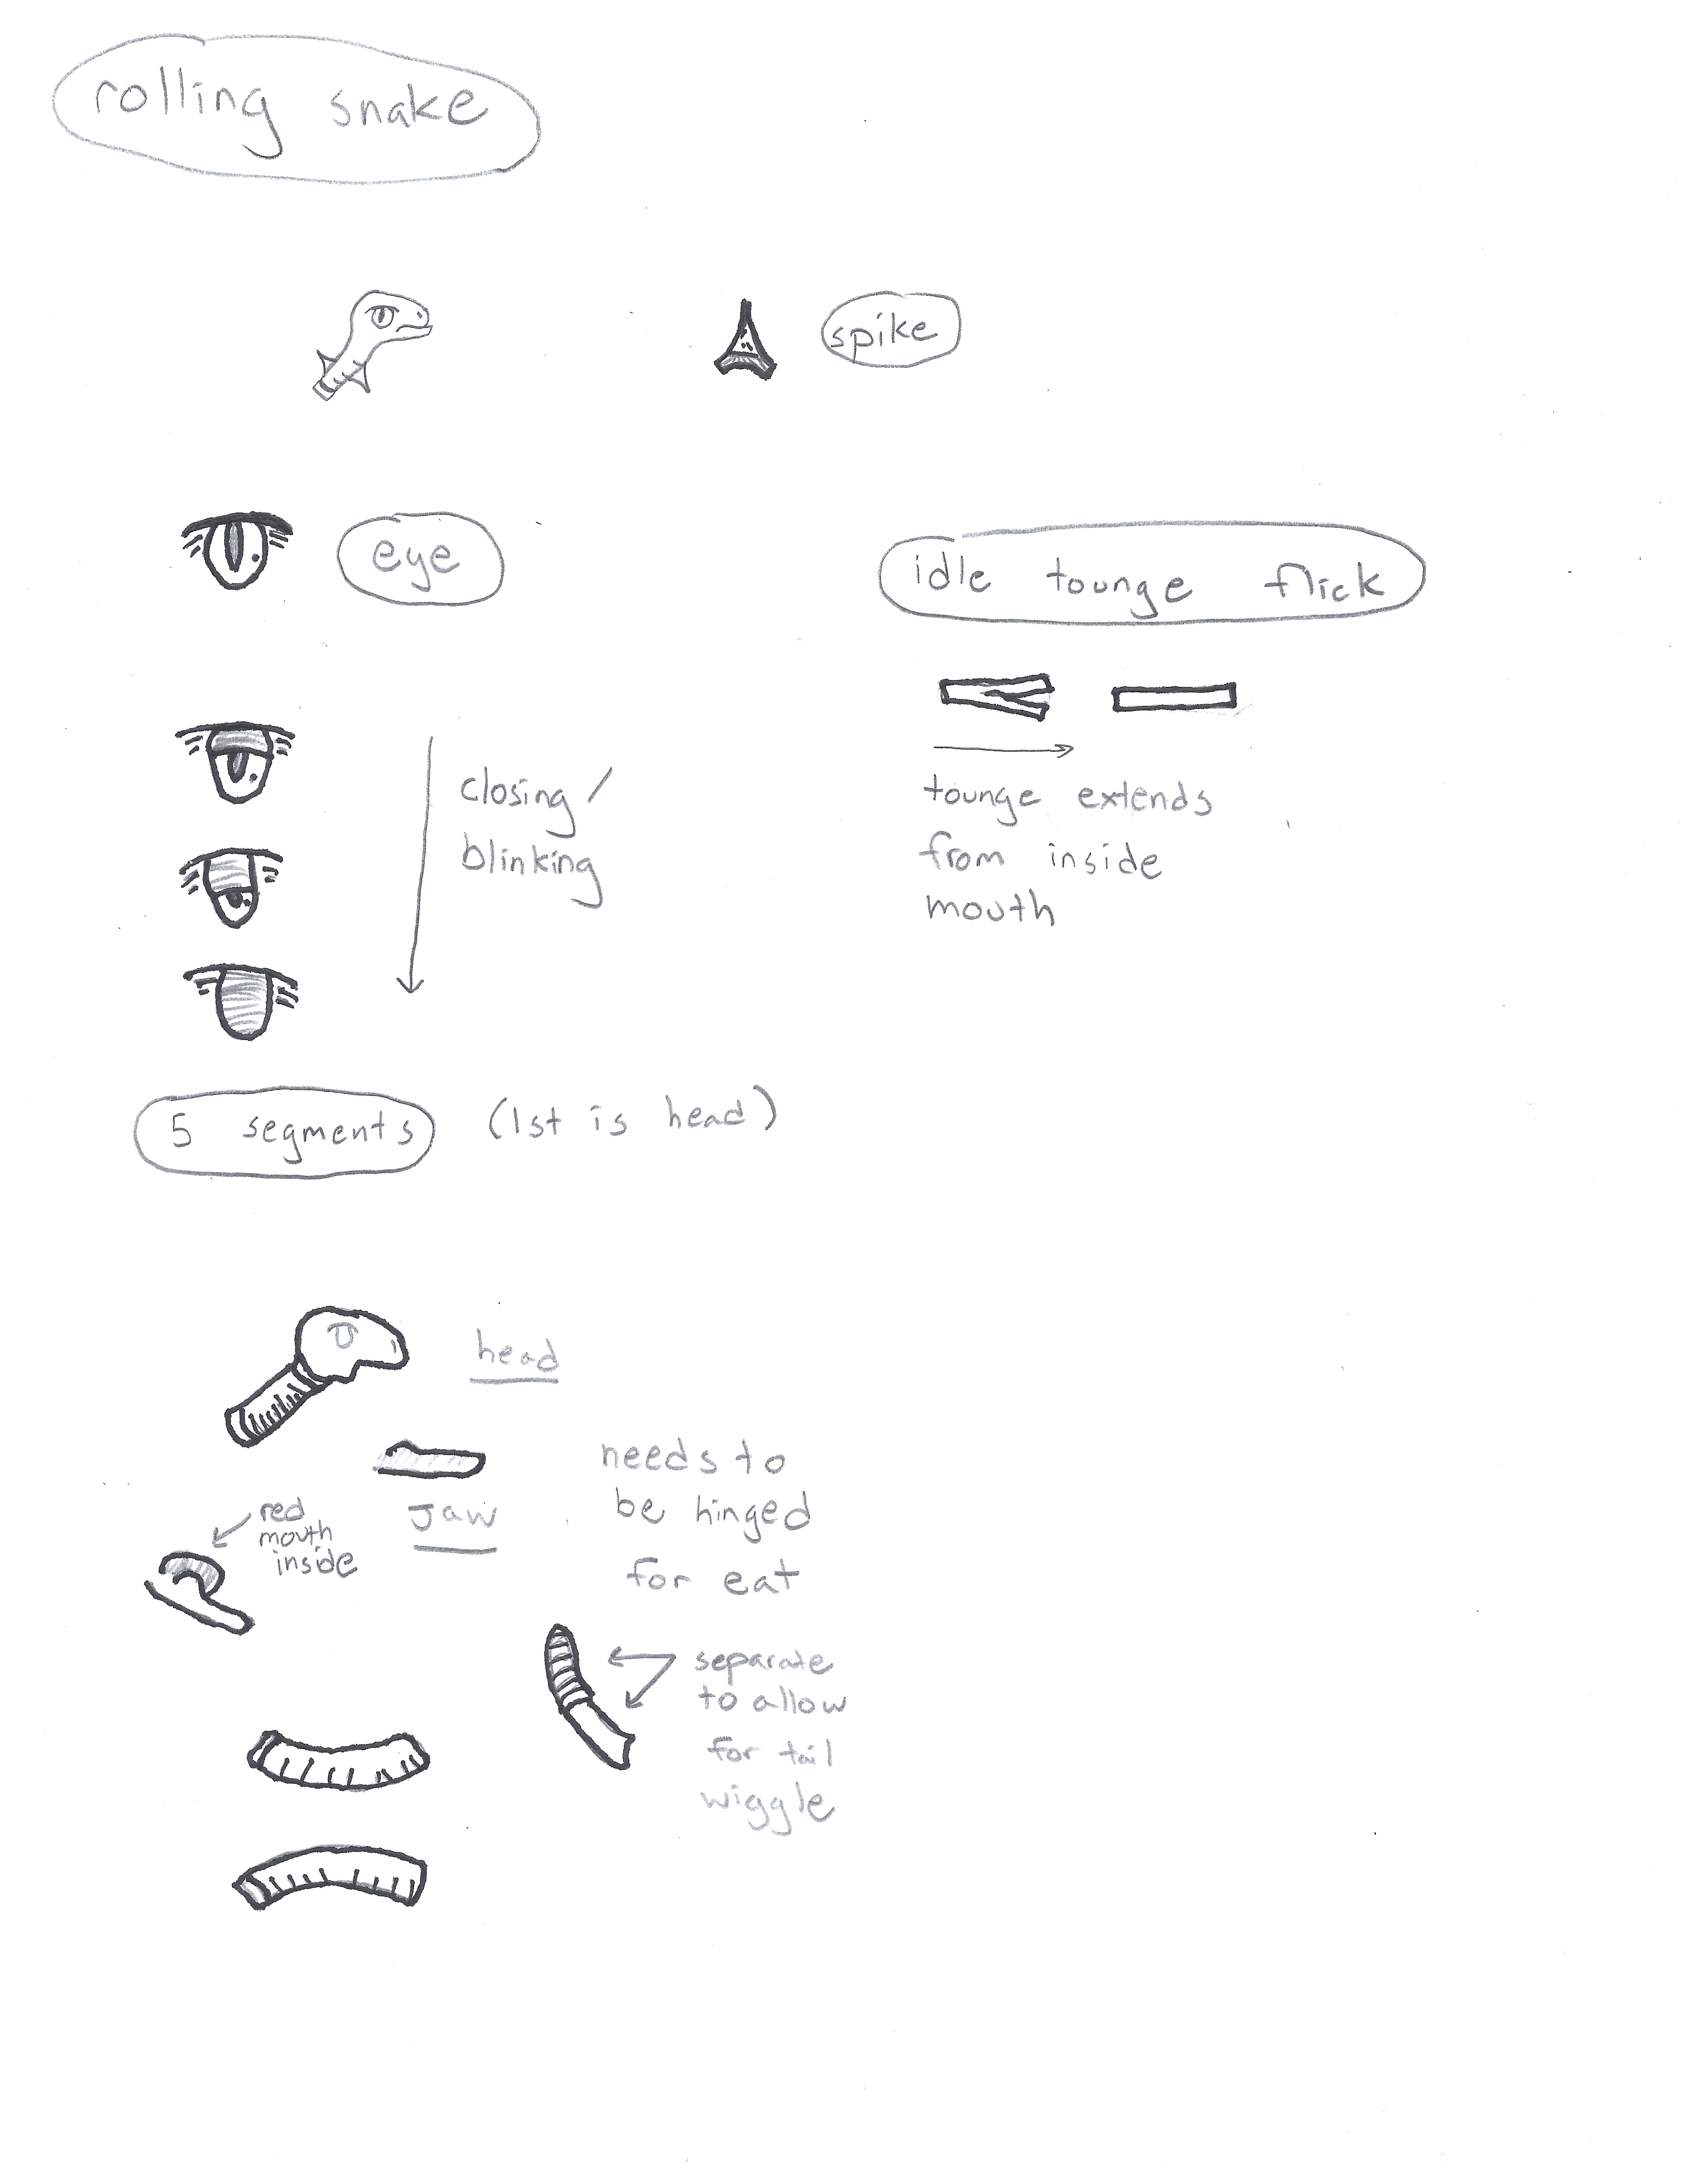 rolling snake
spike
eye
idle tounge flick
closing/
blinking
tounge extends
from inside
mouth
5 segments (1st is head)
head
needs to
be hinged
for eat
Jaw
red
mouth
inside
separate
to allow
for tail
wiggle